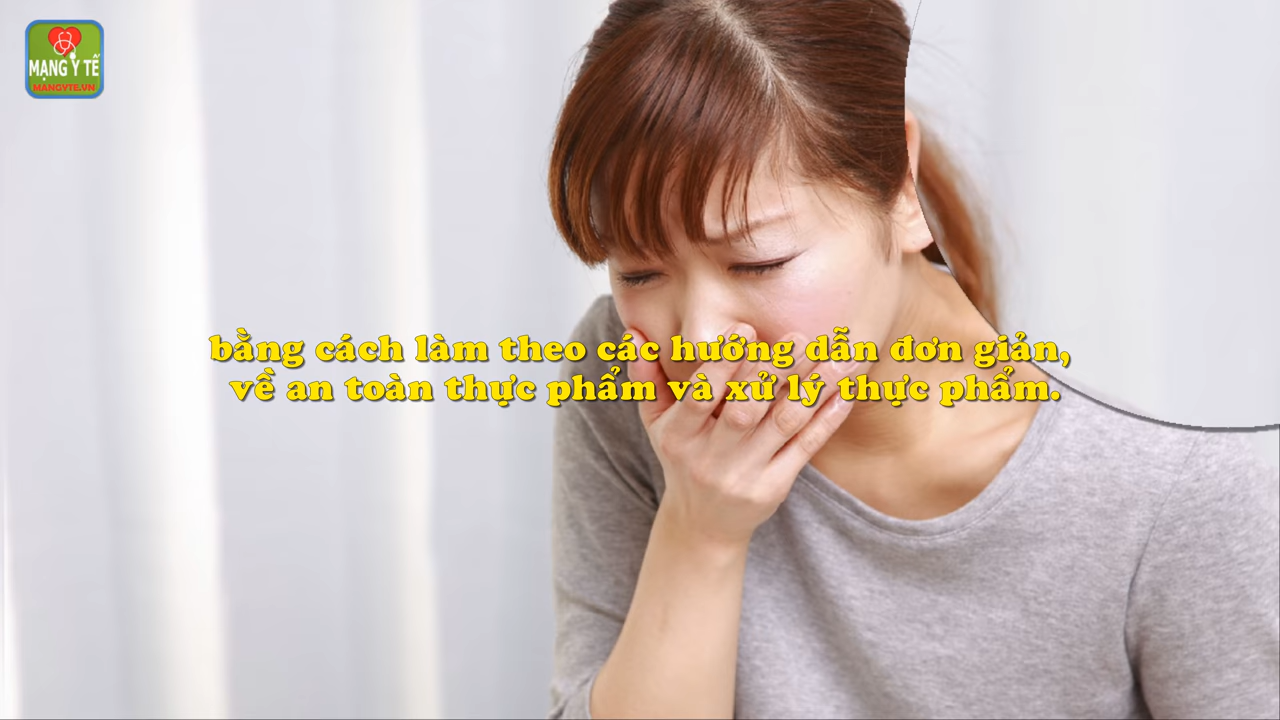 MẠNG Y TẾ
MANGYTE.VN
bằng cách làm theo các hướng dẫn đơn giản,
về an toàn thực phẩm và xử lý thực phẩm.